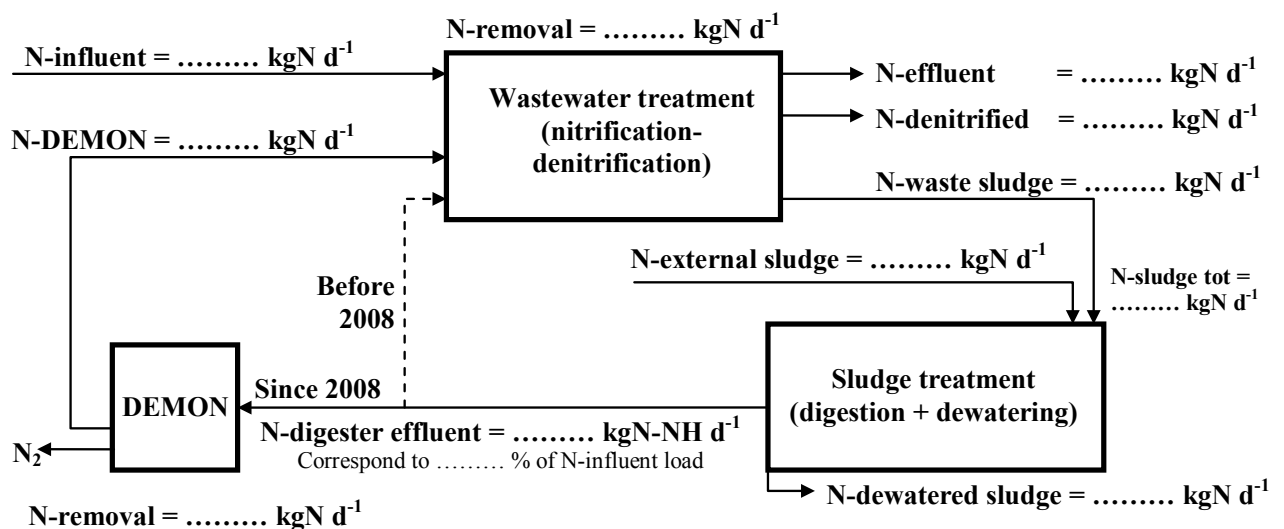 N-removal = ……… kgN d⁻¹
N-influent = ……… kgN d⁻¹
Wastewater treatment
(nitrification-
denitrification)
N-effluent = ……… kgN d⁻¹
N-denitrified = ……… kgN d⁻¹
N-DEMON = ……… kgN d⁻¹
N-waste sludge = ……… kgN d⁻¹
N-external sludge = ……… kgN d⁻¹
N-sludge tot =
……… kgN d⁻¹
Before
2008
Sludge treatment
(digestion + dewatering)
DEMON
Since 2008
N-digester effluent = ……… kgN-NH d⁻¹
Correspond to ……… % of N-influent load
N₂
N-dewatered sludge = ……… kgN d⁻¹
N-removal = ……… kgN d⁻¹